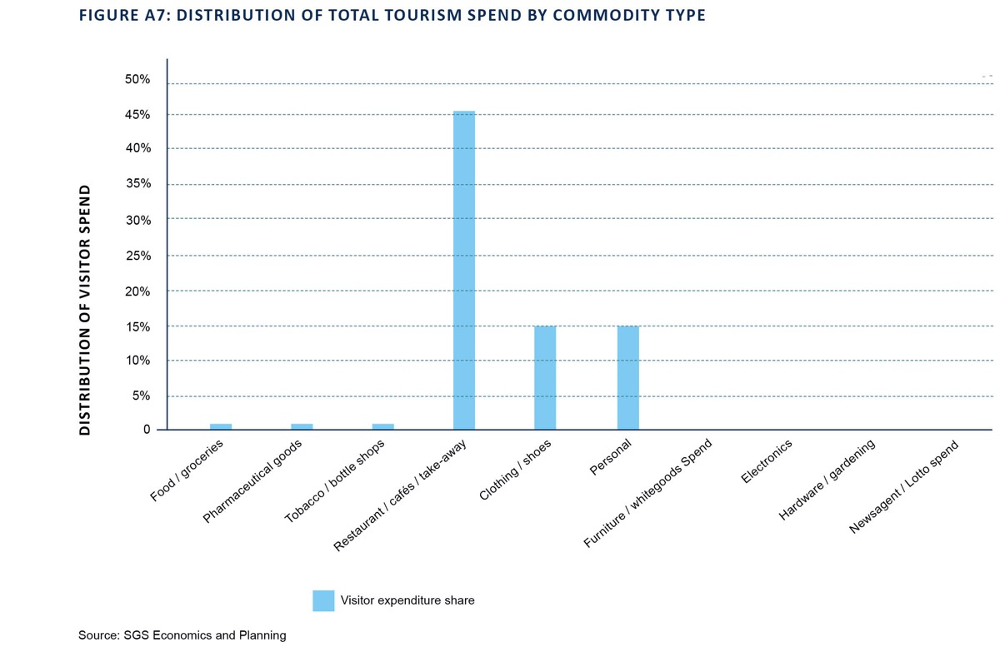 FIGURE A7: DISTRIBUTION OF TOTAL TOURISM SPEND BY COMMODITY TYPE
DISTRIBUTION OF VISITOR SPEND
50%
45%
40%
35%
30%
25%
20%
15%
10%
5%
0
Food / groceries
Pharmaceutical goods
Tobacco / bottle shops
Restaurant / cafés / take-away
Clothing / shoes
Personal
Furniture / whitegoods Spend
Electronics
Hardware / gardening
Newsagent / Lotto spend
Visitor expenditure share
Source: SGS Economics and Planning